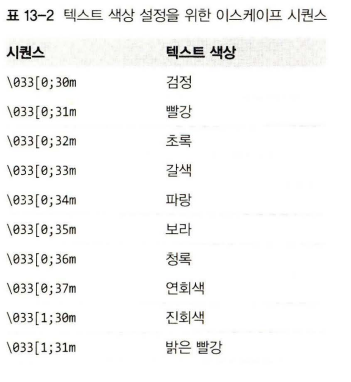 표 13-2 텍스트 색상 설정을 위한 이스케이프 시퀀스
시퀀스 텍스트 색상
\033[0;30m 검정
\033[0;31m 빨강
\033[0;32m 초록
\033[0;33m 갈색
\033[0;34m 파랑
\033[0;35m 보라
\033[0;36m 청록
\033[0;37m 연회색
\033[1;30m 진회색
\033[1;31m 밝은 빨강